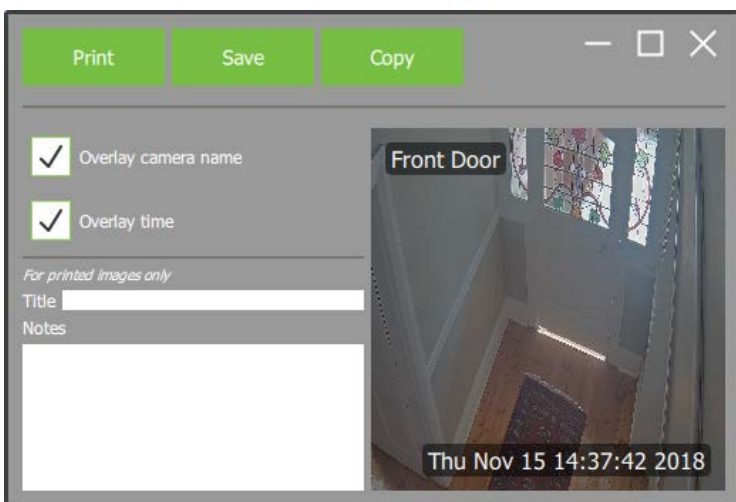 Print Save Copy
Overlay camera name
Overlay time
For printed images only
Title
Notes
Front Door
Thu Nov 15 14:37:42 2018